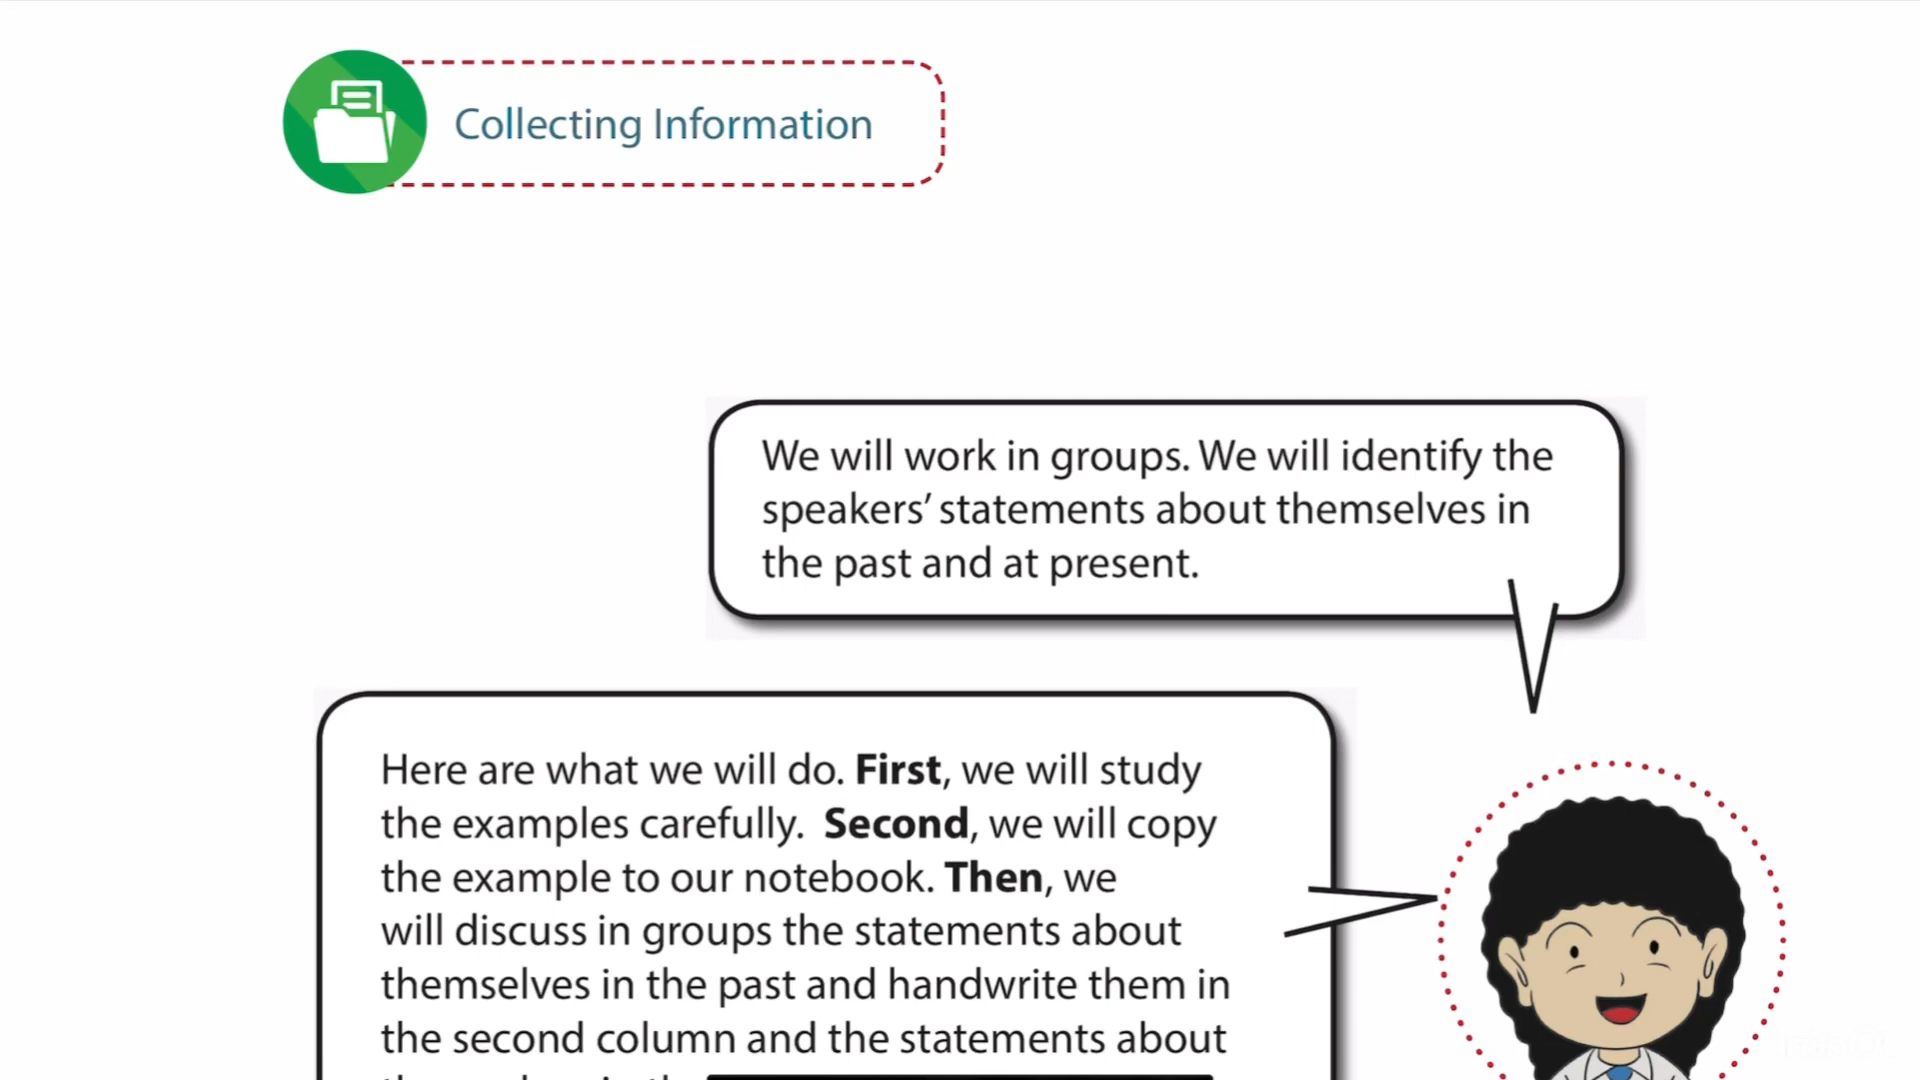 Collecting Information
We will work in groups. We will identify the
speakers’ statements about themselves in
the past and at present.
Here are what we will do. First, we will study
the examples carefully. Second, we will copy
the example to our notebook. Then, we
will discuss in groups the statements about
themselves in the past and handwrite them in
the second column and the statements about